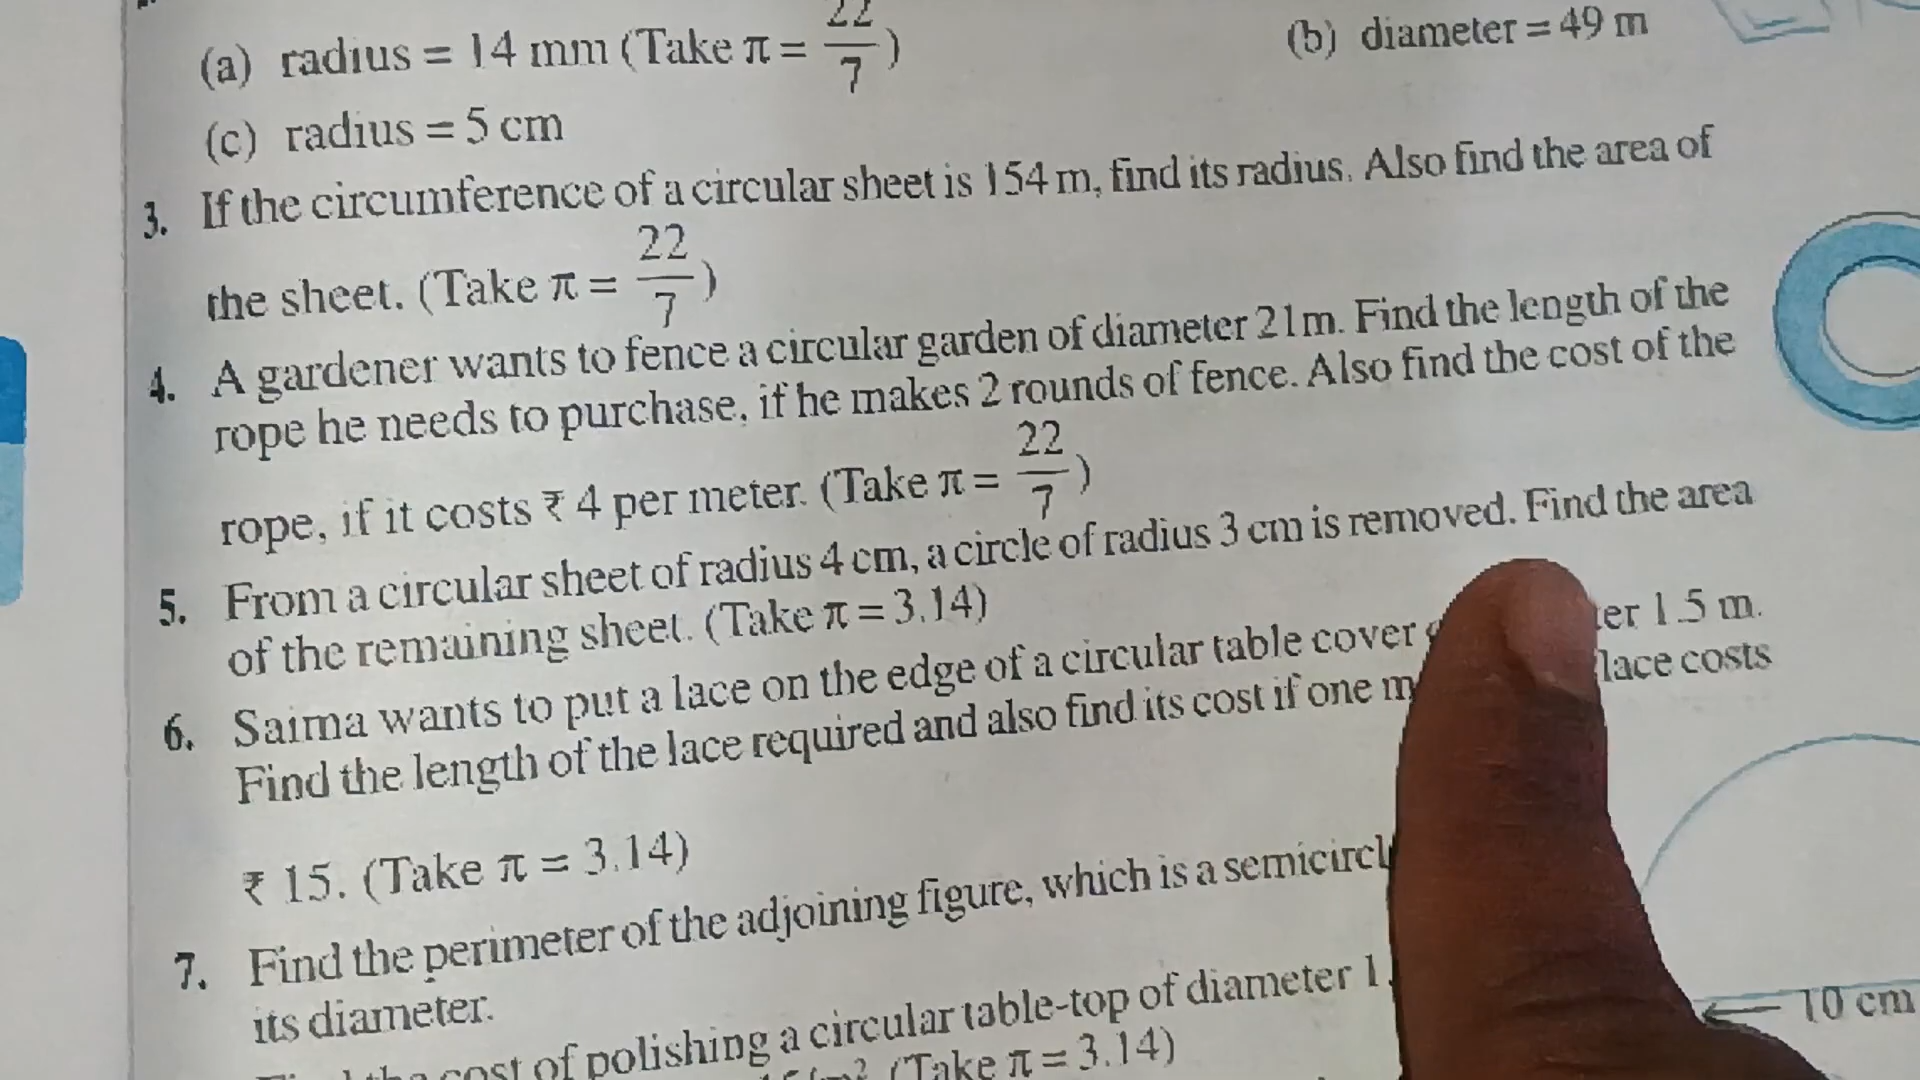 (a) radius = 14 mm (Take π = 22/7)
(b) diameter = 49 m
(c) radius = 5 cm
3. If the circumference of a circular sheet is 154 m, find its radius. Also find the area of
the sheet. (Take π = 22/7)
4. A gardener wants to fence a circular garden of diameter 21m. Find the length of the
rope he needs to purchase, if he makes 2 rounds of fence. Also find the cost of the
rope, if it costs ₹ 4 per meter. (Take π = 22/7)
5. From a circular sheet of radius 4 cm, a circle of radius 3 cm is removed. Find the area
of the remaining sheet. (Take π = 3.14)
6. Saima wants to put a lace on the edge of a circular table cover 1.5 m.
Find the length of the lace required and also find its cost if one lace costs
₹ 15. (Take π = 3.14)
7. Find the perimeter of the adjoining figure, which is a
its diameter.
10 cm
cost of polishing a circular table-top of diameter
(Take π = 3.14)